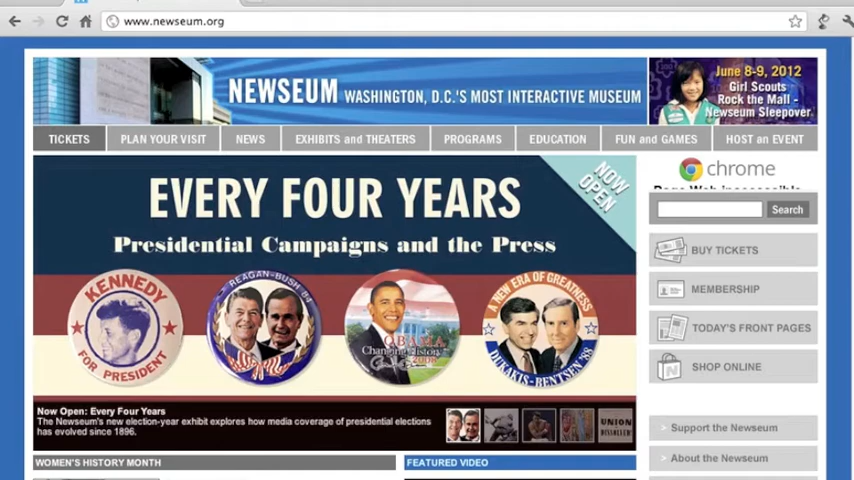 www.newseum.org
NEWSEUM WASHINGTON, D.C.'S MOST INTERACTIVE MUSEUM
June 8-9, 2012
Girl Scouts
Rock the Mall -
Newseum Sleepover
TICKETS
PLAN YOUR VISIT
NEWS
EXHIBITS and THEATERS
PROGRAMS
EDUCATION
FUN and GAMES
HOST an EVENT
EVERY FOUR YEARS
Presidential Campaigns and the Press
NOW
OPEN
KENNEDY
FOR PRESIDENT
REAGAN-BUSH '84
OBAMA
Changing History
2008
A NEW ERA OF GREATNESS
DUKAKIS-BENTSEN '88
Now Open: Every Four Years
The Newseum's new election-year exhibit explores how media coverage of presidential elections
has evolved since 1896.
UNION
DISSOLVED!
WOMEN'S HISTORY MONTH
FEATURED VIDEO
chrome
Search
BUY TICKETS
MEMBERSHIP
TODAY'S FRONT PAGES
SHOP ONLINE
Support the Newseum
About the Newseum